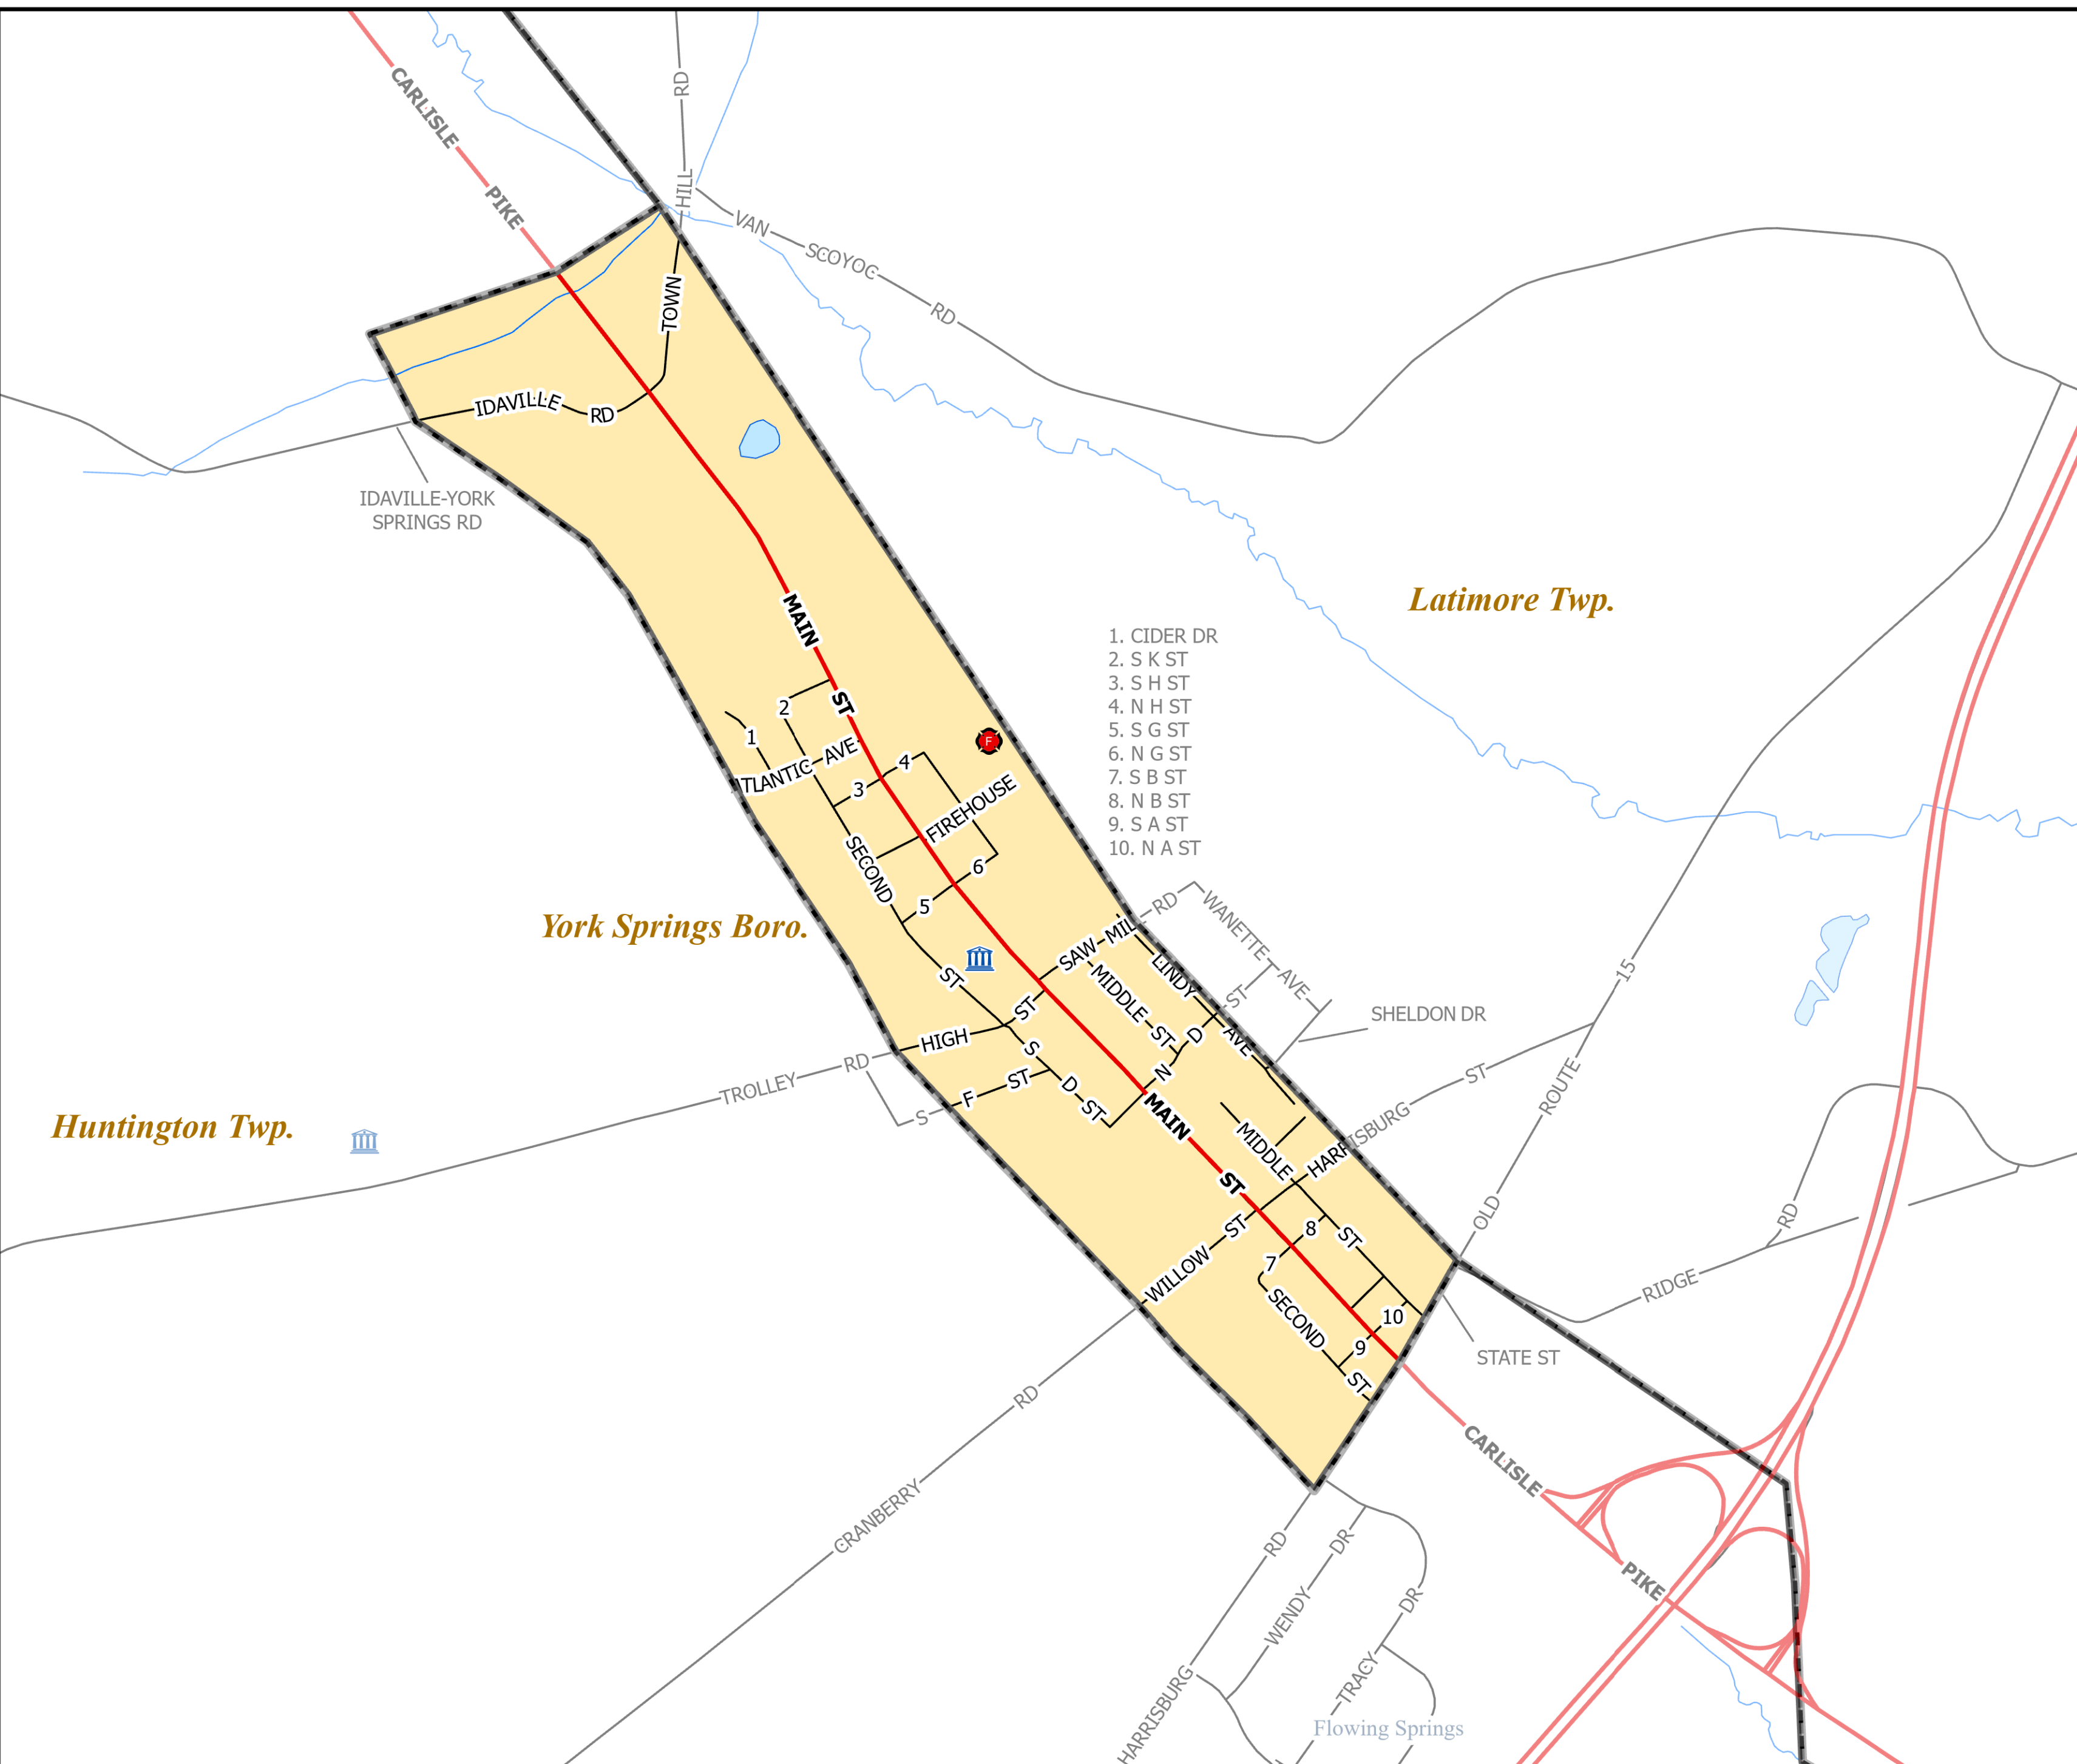 CARLISLE
PIKE
RD
HILL
VAN
SCOYOC
RD
TOWN
IDAVILLE
RD
IDAVILLE-YORK
SPRINGS RD
Latimore Twp.
MAIN
ST
1. CIDER DR
2. S K ST
3. S H ST
4. N H ST
5. S G ST
6. N G ST
7. S B ST
8. N B ST
9. S A ST
10. N A ST
2
1
F
ATLANTIC AVE
4
3
FIREHOUSE
SECOND
6
5
York Springs Boro.
SAW MIL
RD
WANETTE AVE
LINDY
AVE
MIDDLE ST
ST
ST
HIGH
ST
N D
ST
SHELDON DR
15
ROUTE
OLD
TROLLEY RD
S F ST
S D ST
Huntington Twp.
MAIN
ST
MIDDLE
ST
HARRISBURG ST
WILLOW ST
8
7
SECOND
ST
10
9
RD
RIDGE
STATE ST
CRANBERRY RD
CARLISLE
PIKE
HARRISBURG RD
WENDY DR
TRACY DR
Flowing Springs